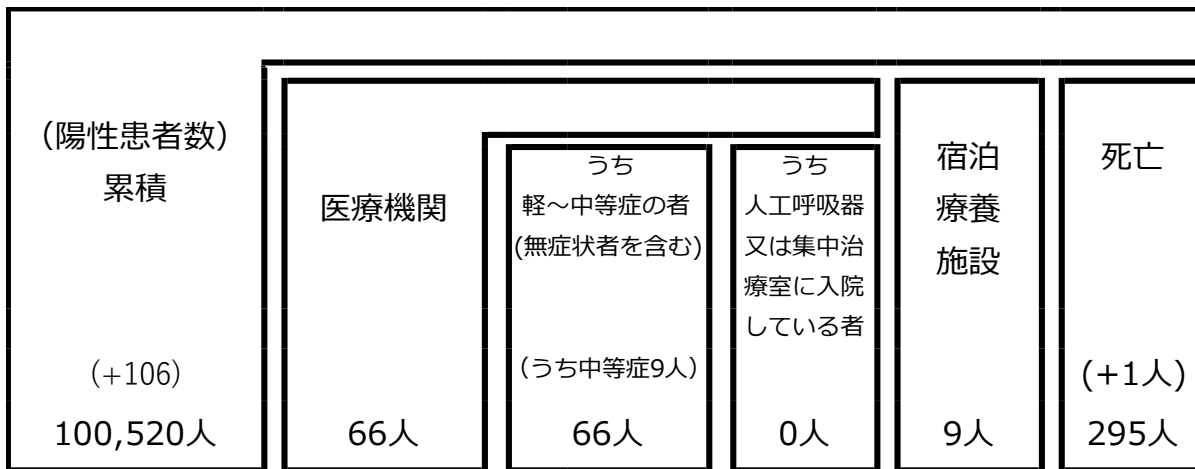 （陽性患者数）
累積
（+106）
100,520人
医療機関
66人
うち
軽～中等症の者
(無症状者を含む)
（うち中等症9人）
66人
うち
人工呼吸器
又は集中治
療室に入院
している者
0人
宿泊
療養
施設
9人
死亡
(+1人)
295人